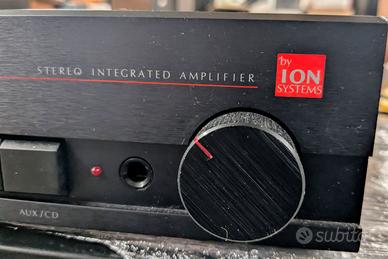 STEREO INTEGRATED AMPLIFIER
by
ION
SYSTEMS
AUX/CD
subito